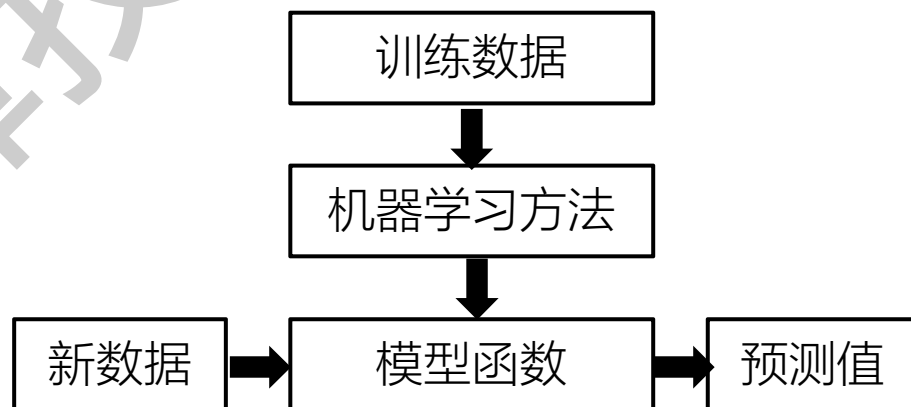 训练数据
机器学习方法
新数据
模型函数
预测值